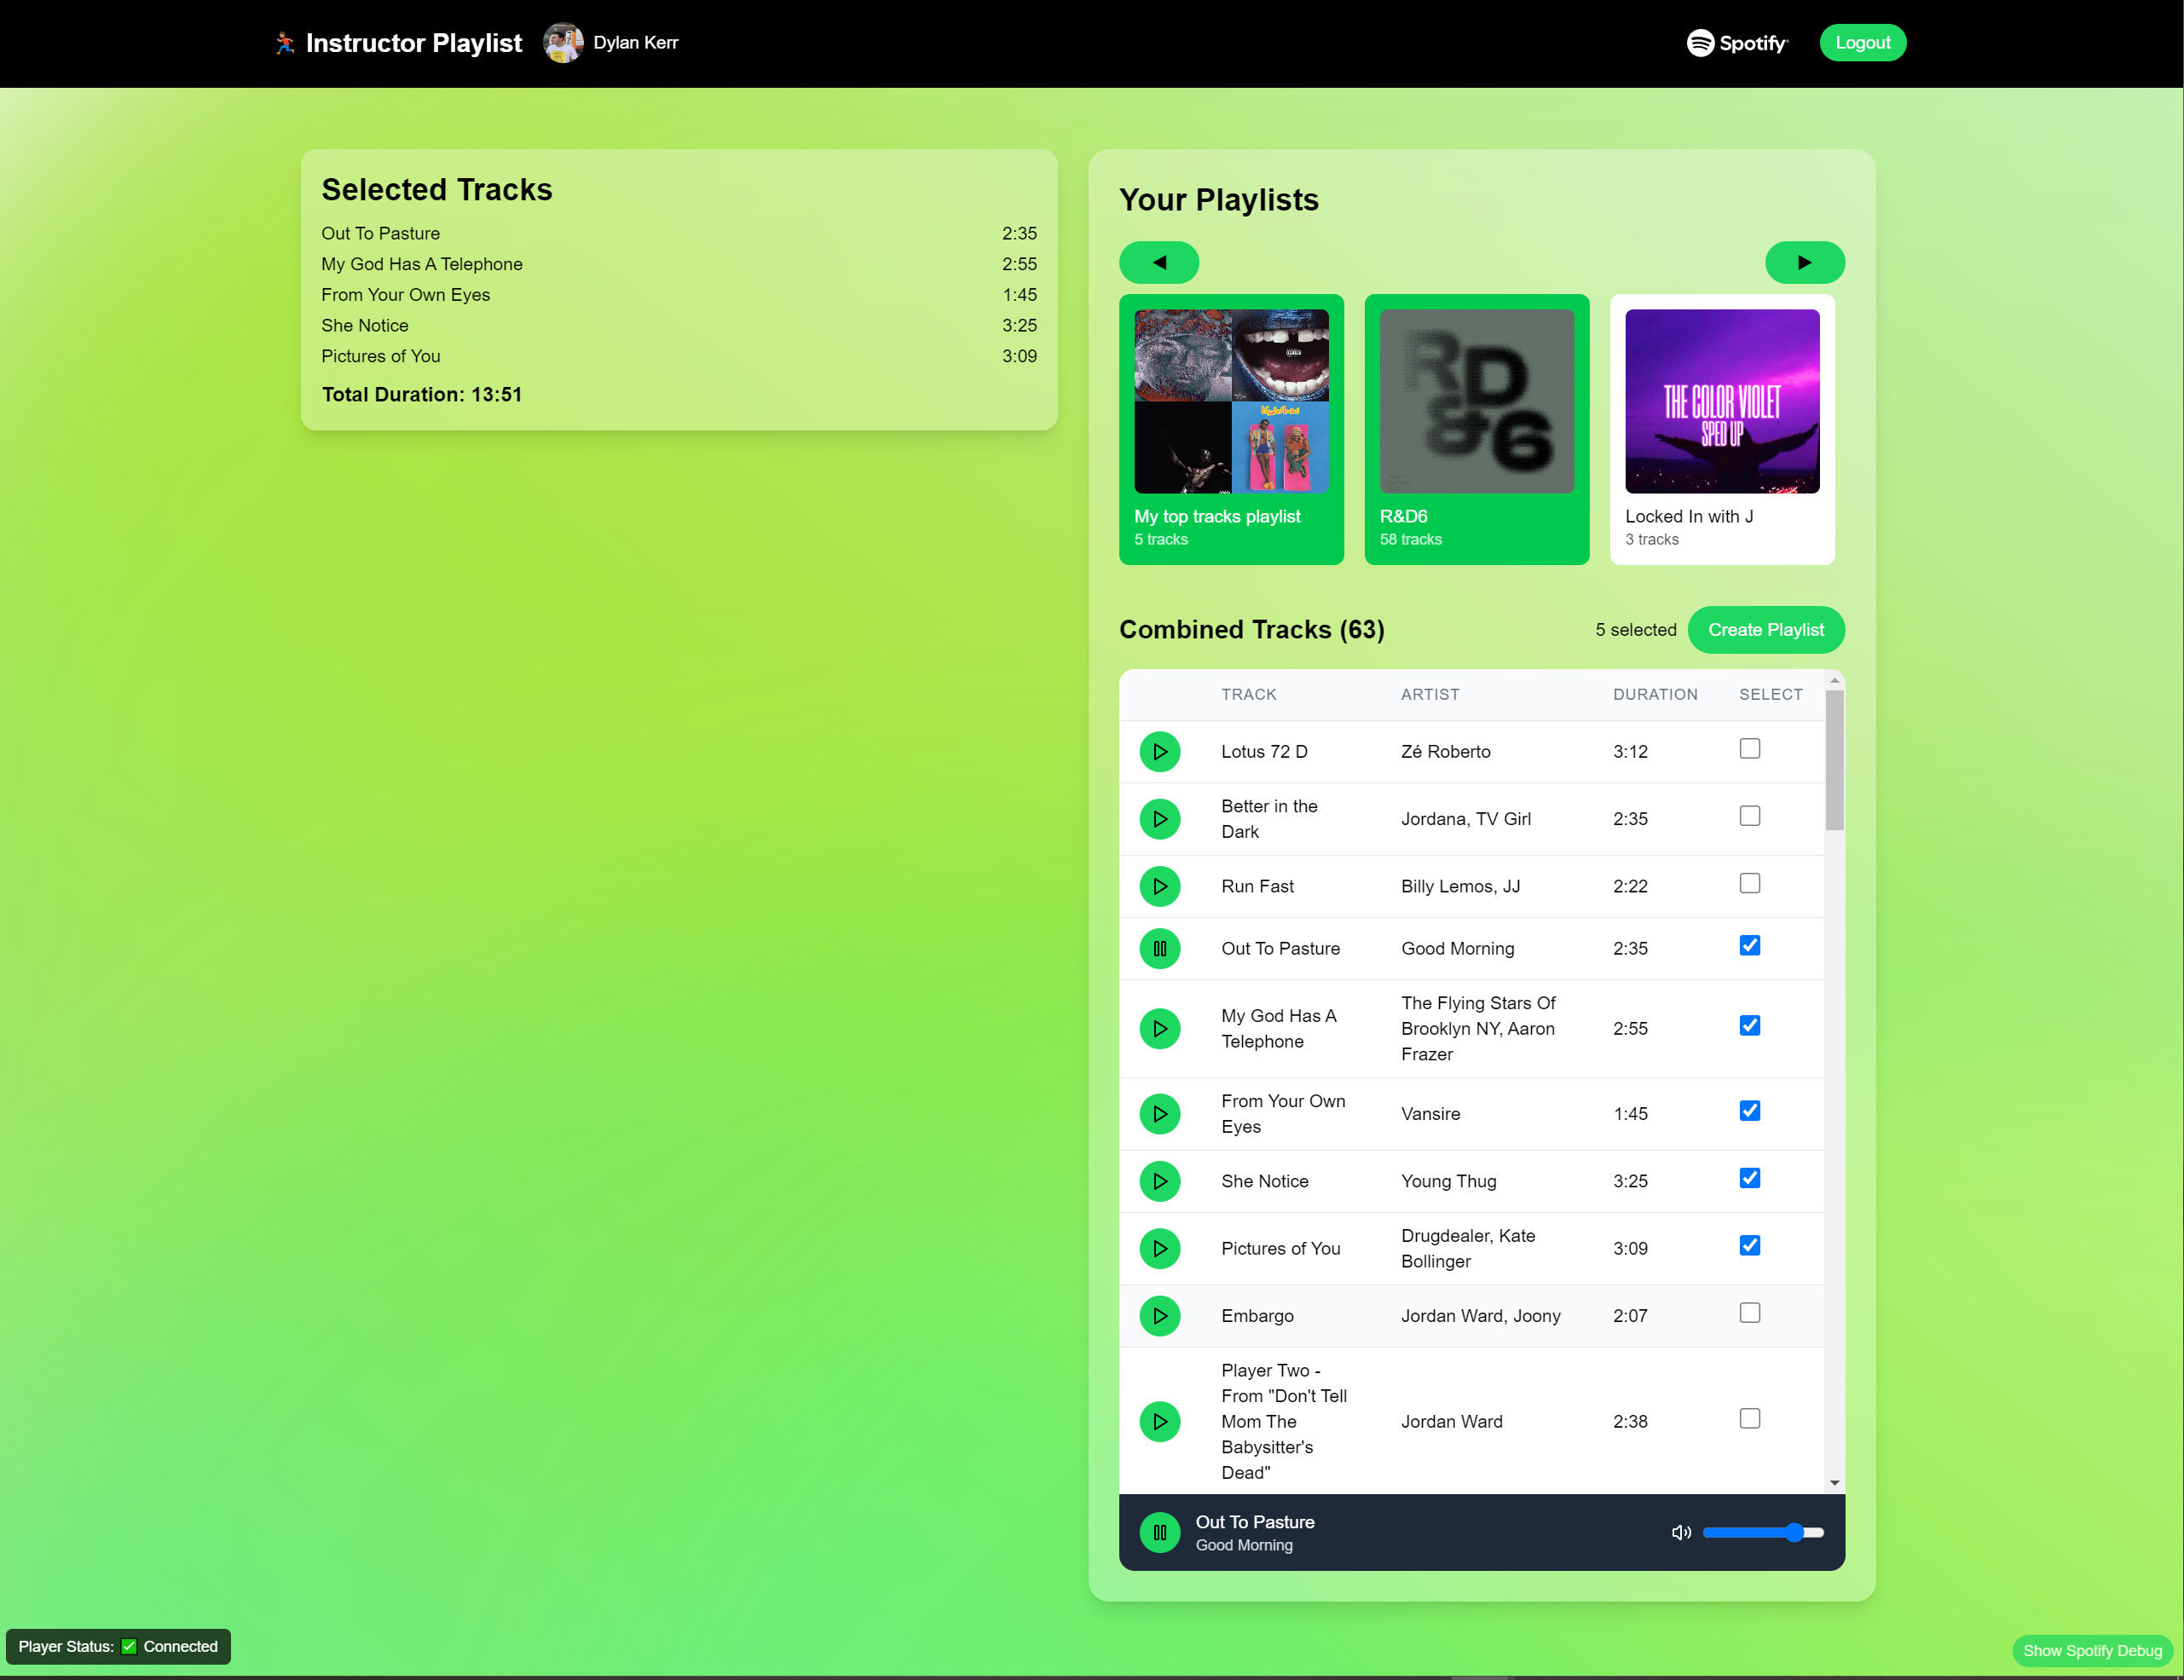 Instructor Playlist
Dylan Kerr
Spotify
Logout
Selected Tracks
Out To Pasture 2:35
My God Has A Telephone 2:55
From Your Own Eyes 1:45
She Notice 3:25
Pictures of You 3:09
Total Duration: 13:51
Your Playlists
R
D
&6
THE COLOR VIOLET
SPED UP
My top tracks playlist
5 tracks
R&D6
58 tracks
Locked In with J
3 tracks
Combined Tracks (63)
5 selected
Create Playlist
TRACK ARTIST DURATION SELECT
Lotus 72 D Zé Roberto 3:12
Better in the
Dark
Jordana, TV Girl 2:35
Run Fast Billy Lemos, JJ 2:22
Out To Pasture Good Morning 2:35
My God Has A
Telephone
The Flying Stars Of
Brooklyn NY, Aaron
Frazer
2:55
From Your Own
Eyes
Vansire 1:45
She Notice Young Thug 3:25
Pictures of You
Drugdealer, Kate
Bollinger
3:09
Embargo Jordan Ward, Joony 2:07
Player Two -
From "Don't Tell
Mom The
Babysitter's
Dead"
Jordan Ward 2:38
Out To Pasture
Good Morning
Player Status: ✅ Connected
Show Spotify Debug